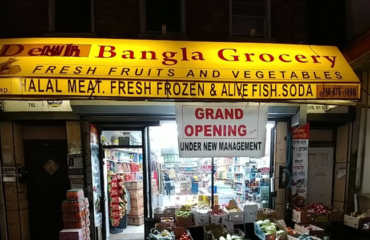 Bangla Grocery
FRESH FRUITS AND VEGETABLES
HALAL MEAT. FRESH FROZEN & ALIVE FISH.SODA
GRAND
OPENING
UNDER NEW MANAGEMENT